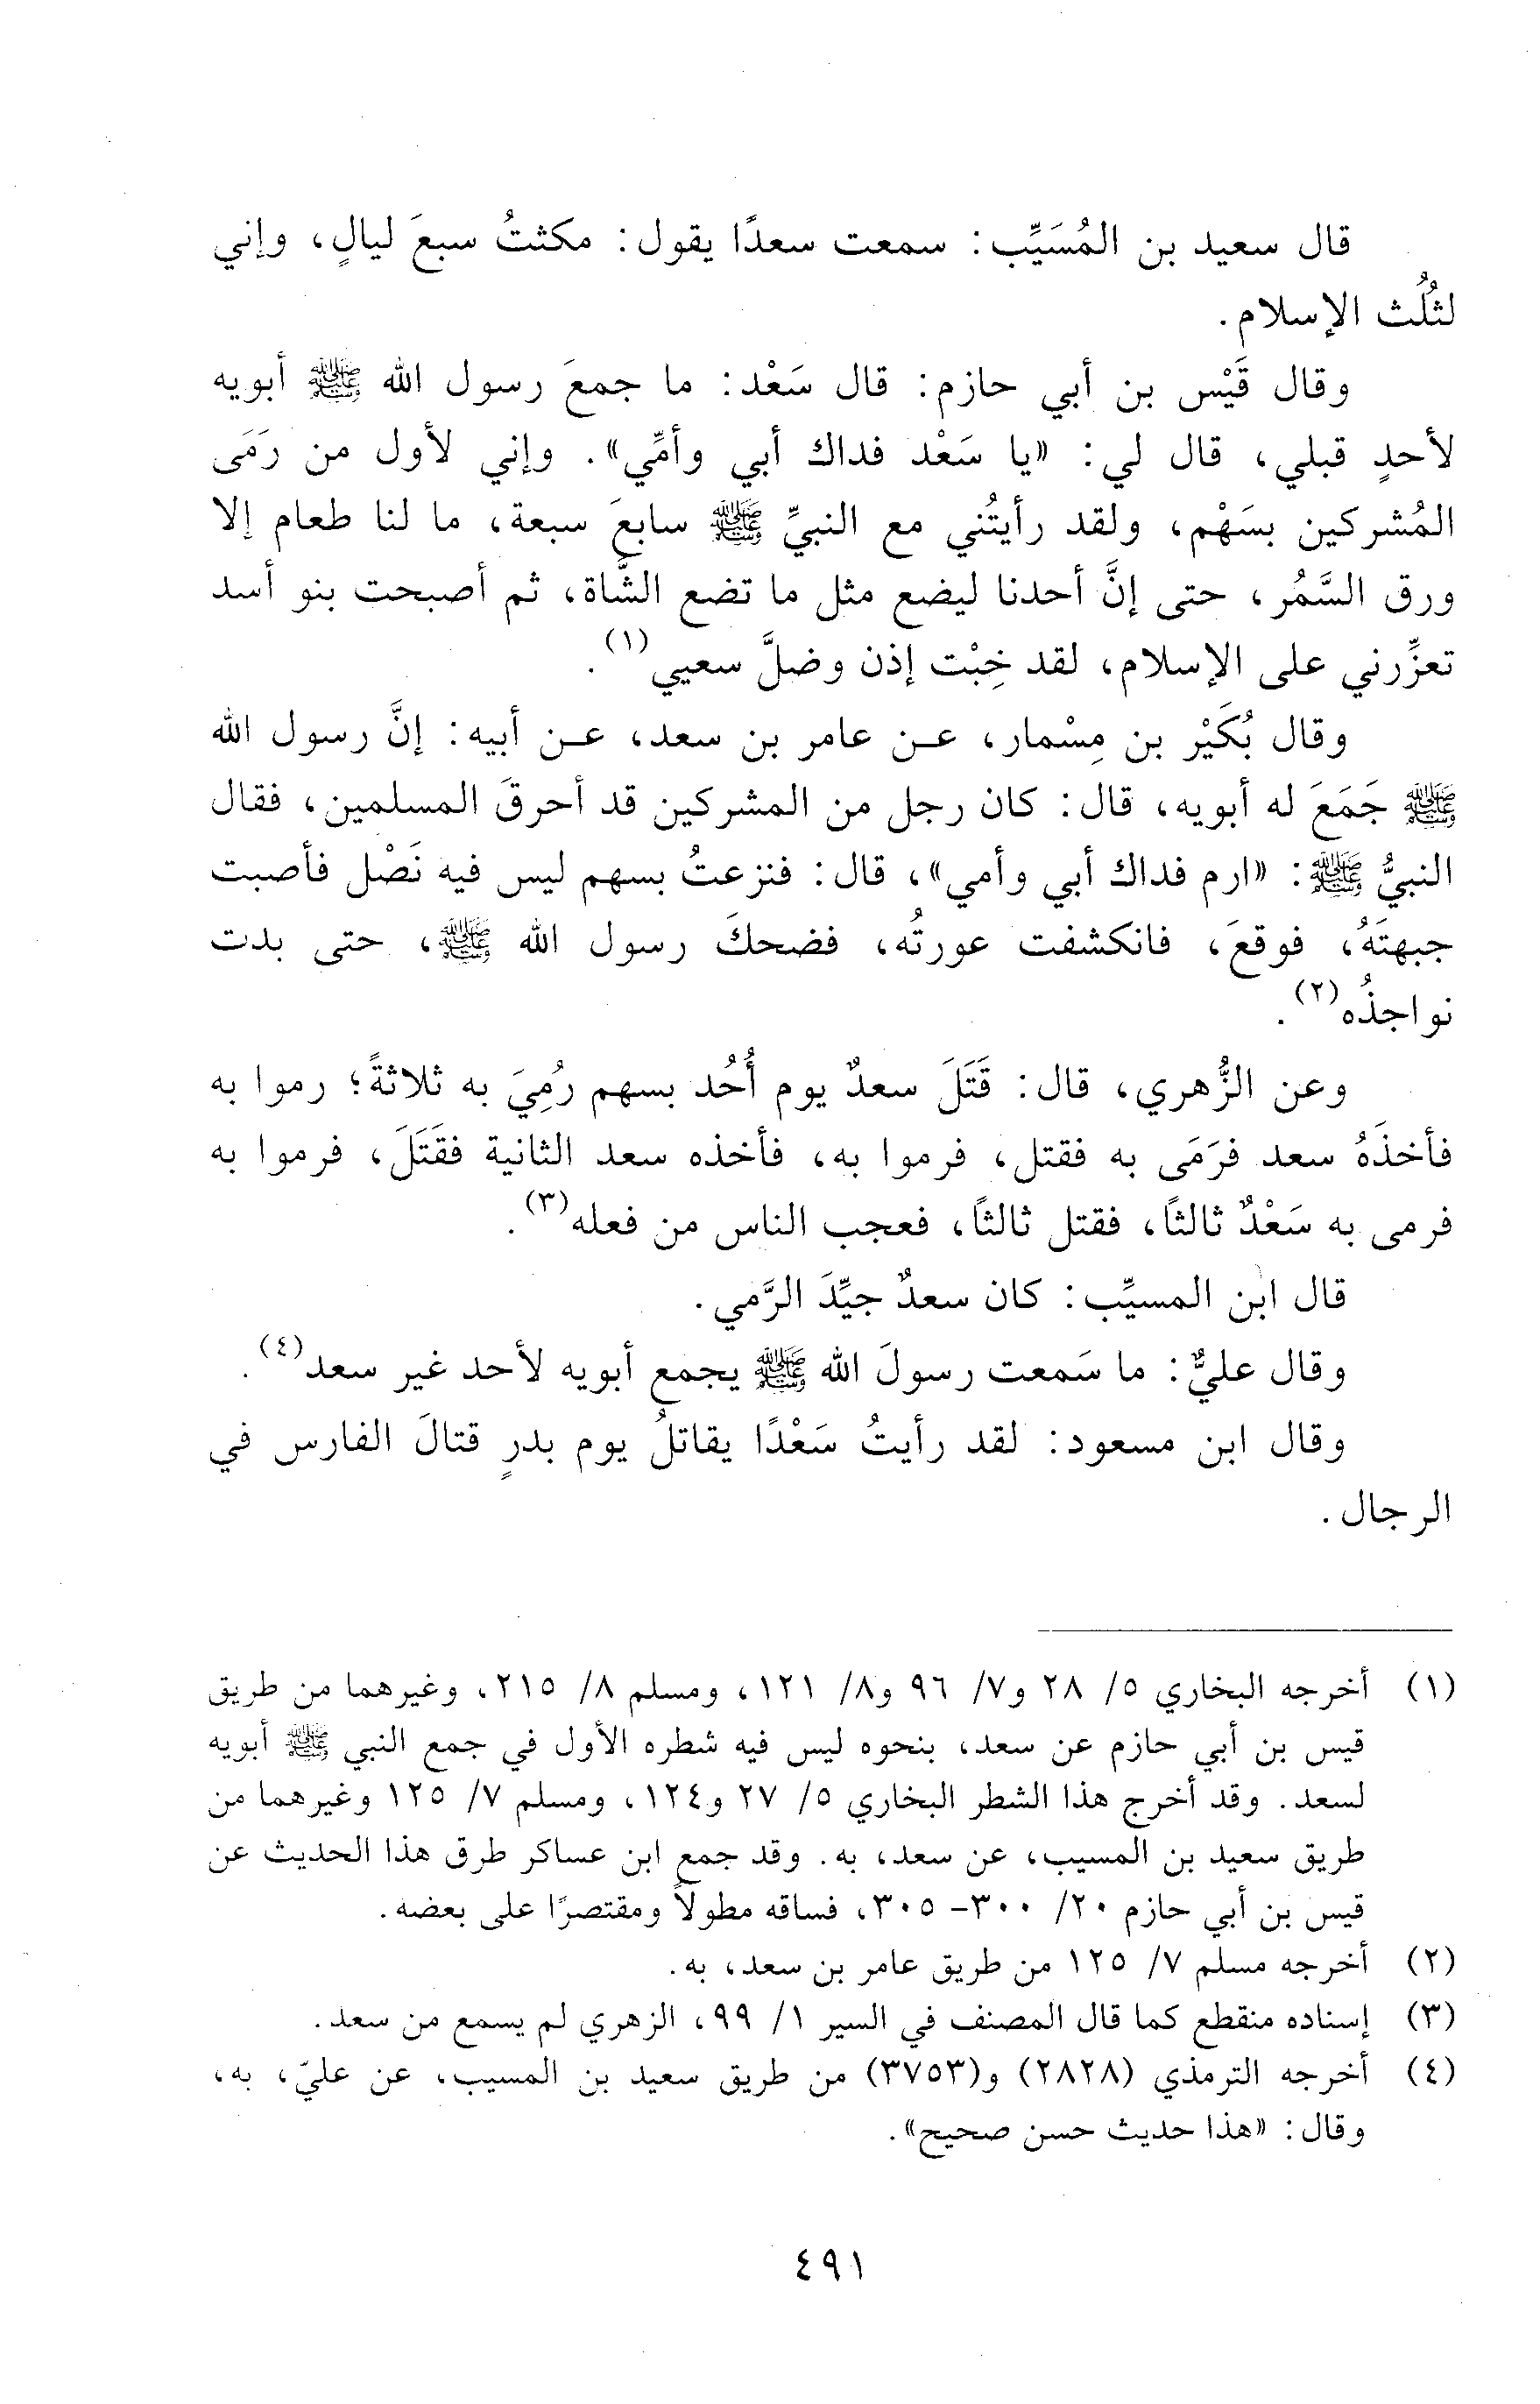 قال سعيد بن المُسَيِّب: سمعت سعدًا يقول: مكثتُ سبعَ ليالٍ، وإني
لثُلُث الإسلام.
وقال قَيْس بن أبي حازم: قال سَعْد: ما جمعَ رسول الله ﷺ أبويه
لأحدٍ قبلي، قال لي: «يا سَعْد فداك أبي وأمِّي». وإني لأول من رَمَى
المُشركين بسَهْم، ولقد رأيتُني مع النبيِّ ﷺ سابعَ سبعة، ما لنا طعام إلا
ورق السَّمُر، حتى إنَّ أحدنا ليضع مثل ما تضع الشَّاة، ثم أصبحت بنو أسد
تعزِّرني على الإسلام، لقد خِبْت إذن وضلَّ سعيي(١).
وقال بُكَيْر بن مِسْمار، عن عامر بن سعد، عن أبيه: إنَّ رسول الله
ﷺ جَمَعَ له أبويه، قال: كان رجل من المشركين قد أحرقَ المسلمين، فقال
النبيُّ ﷺ: «ارم فداك أبي وأمي»، قال: فنزعتُ بسهم ليس فيه نَصْل فأصبت
جبهتَهُ، فوقعَ، فانكشفت عورتُه، فضحكَ رسول الله ﷺ، حتى بدت
نواجذُه(٢).
وعن الزُّهري، قال: قَتَلَ سعدٌ يوم أُحُد بسهم رُمِيَ به ثلاثةً؛ رموا به
فأخذَهُ سعد فرَمَى به فقتل، فرموا به، فأخذه سعد الثانية فقَتَلَ، فرموا به
فرمى به سَعْدٌ ثالثًا، فقتل ثالثًا، فعجب الناس من فعله(٣).
قال ابن المسيِّب: كان سعدٌ جيِّدَ الرَّمي.
وقال عليٌّ: ما سَمعت رسولَ الله ﷺ يجمع أبويه لأحد غير سعد(٤).
وقال ابن مسعود: لقد رأيتُ سَعْدًا يقاتلُ يوم بدرٍ قتالَ الفارس في
الرجال.
(١) أخرجه البخاري ٥/ ٢٨ و٧/ ٩٦ و٨/ ١٢١، ومسلم ٨/ ٢١٥، وغيرهما من طريق
قيس بن أبي حازم عن سعد، بنحوه ليس فيه شطره الأول في جمع النبي ﷺ أبويه
لسعد. وقد أخرج هذا الشطر البخاري ٥/ ٢٧ و١٢٤، ومسلم ٧/ ١٢٥ وغيرهما من
طريق سعيد بن المسيب، عن سعد، به. وقد جمع ابن عساكر طرق هذا الحديث عن
قيس بن أبي حازم ٢٠/ ٣٠٠- ٣٠٥، فساقه مطولاً ومقتصرًا على بعضه.
(٢) أخرجه مسلم ٧/ ١٢٥ من طريق عامر بن سعد، به.
(٣) إسناده منقطع كما قال المصنف في السير ١/ ٩٩، الزهري لم يسمع من سعد.
(٤) أخرجه الترمذي (٢٨٢٨) و(٣٧٥٣) من طريق سعيد بن المسيب، عن عليّ، به،
وقال: «هذا حديث حسن صحيح».
٤٩١